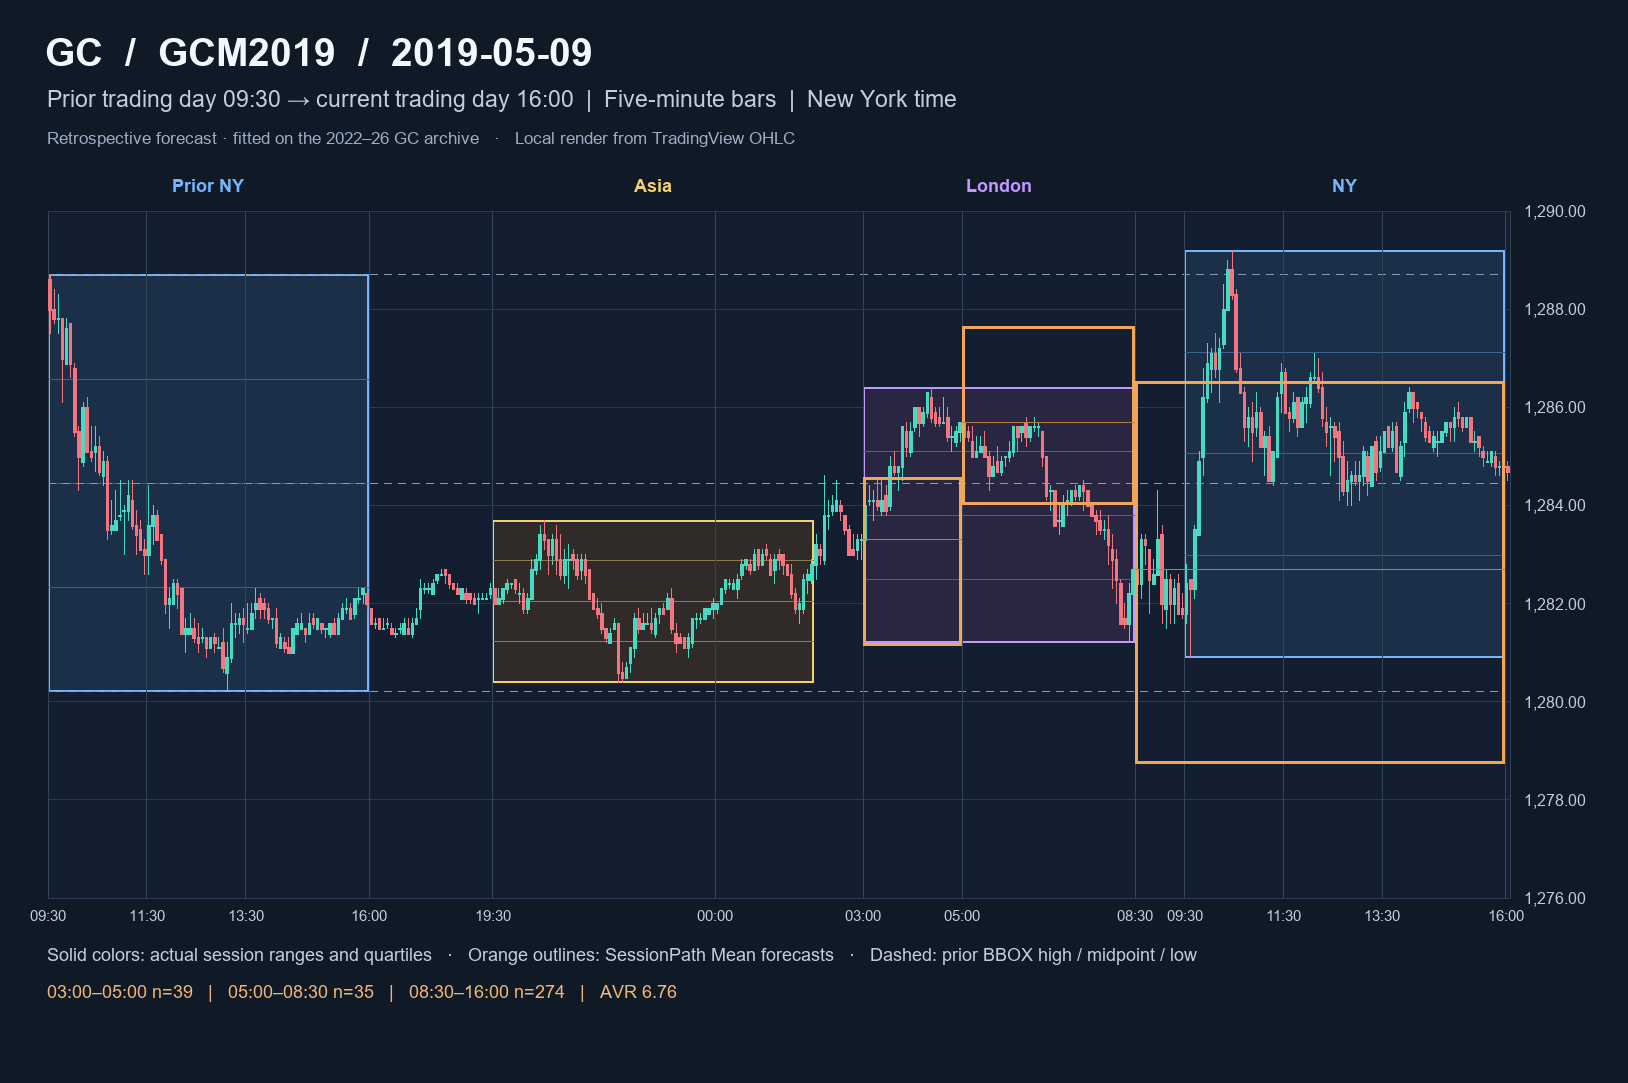 GC / GCM2019 / 2019-05-09
Prior trading day 09:30 → current trading day 16:00 | Five-minute bars | New York time
Retrospective forecast · fitted on the 2022–26 GC archive · Local render from TradingView OHLC
Prior NY Asia London NY
1,290.00
1,288.00
1,286.00
1,284.00
1,282.00
1,280.00
1,278.00
1,276.00
09:30 11:30 13:30 16:00 19:30 00:00 03:00 05:00 08:30 09:30 11:30 13:30 16:00
Solid colors: actual session ranges and quartiles · Orange outlines: SessionPath Mean forecasts · Dashed: prior BBOX high / midpoint / low
03:00–05:00 n=39 | 05:00–08:30 n=35 | 08:30–16:00 n=274 | AVR 6.76